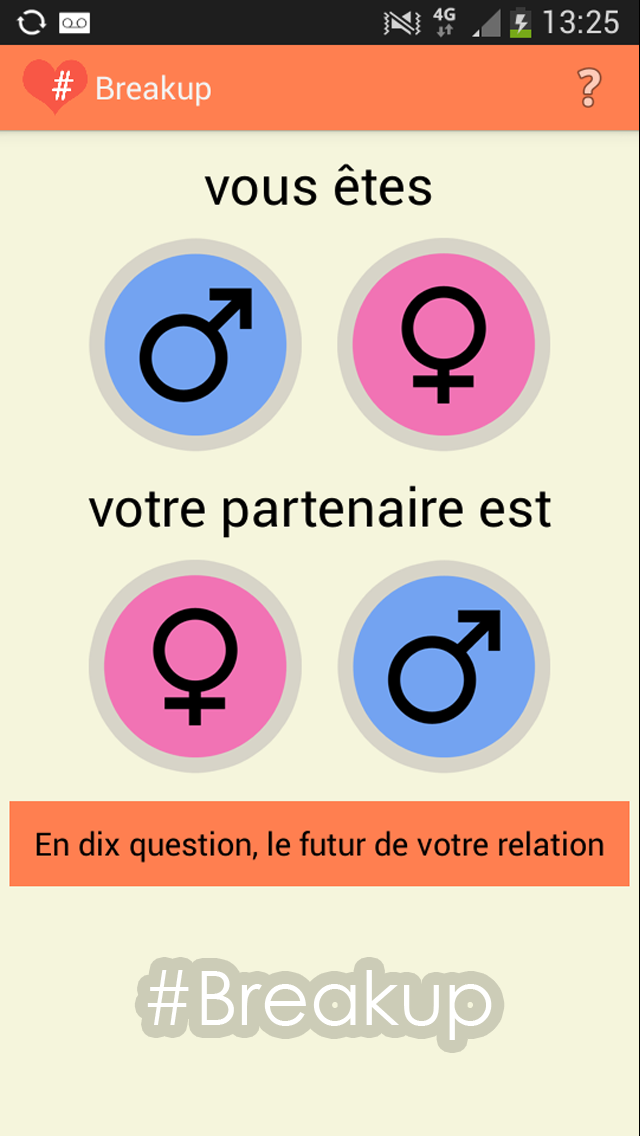 4G 13:25
# Breakup ?
vous êtes
votre partenaire est
En dix question, le futur de votre relation
#Breakup